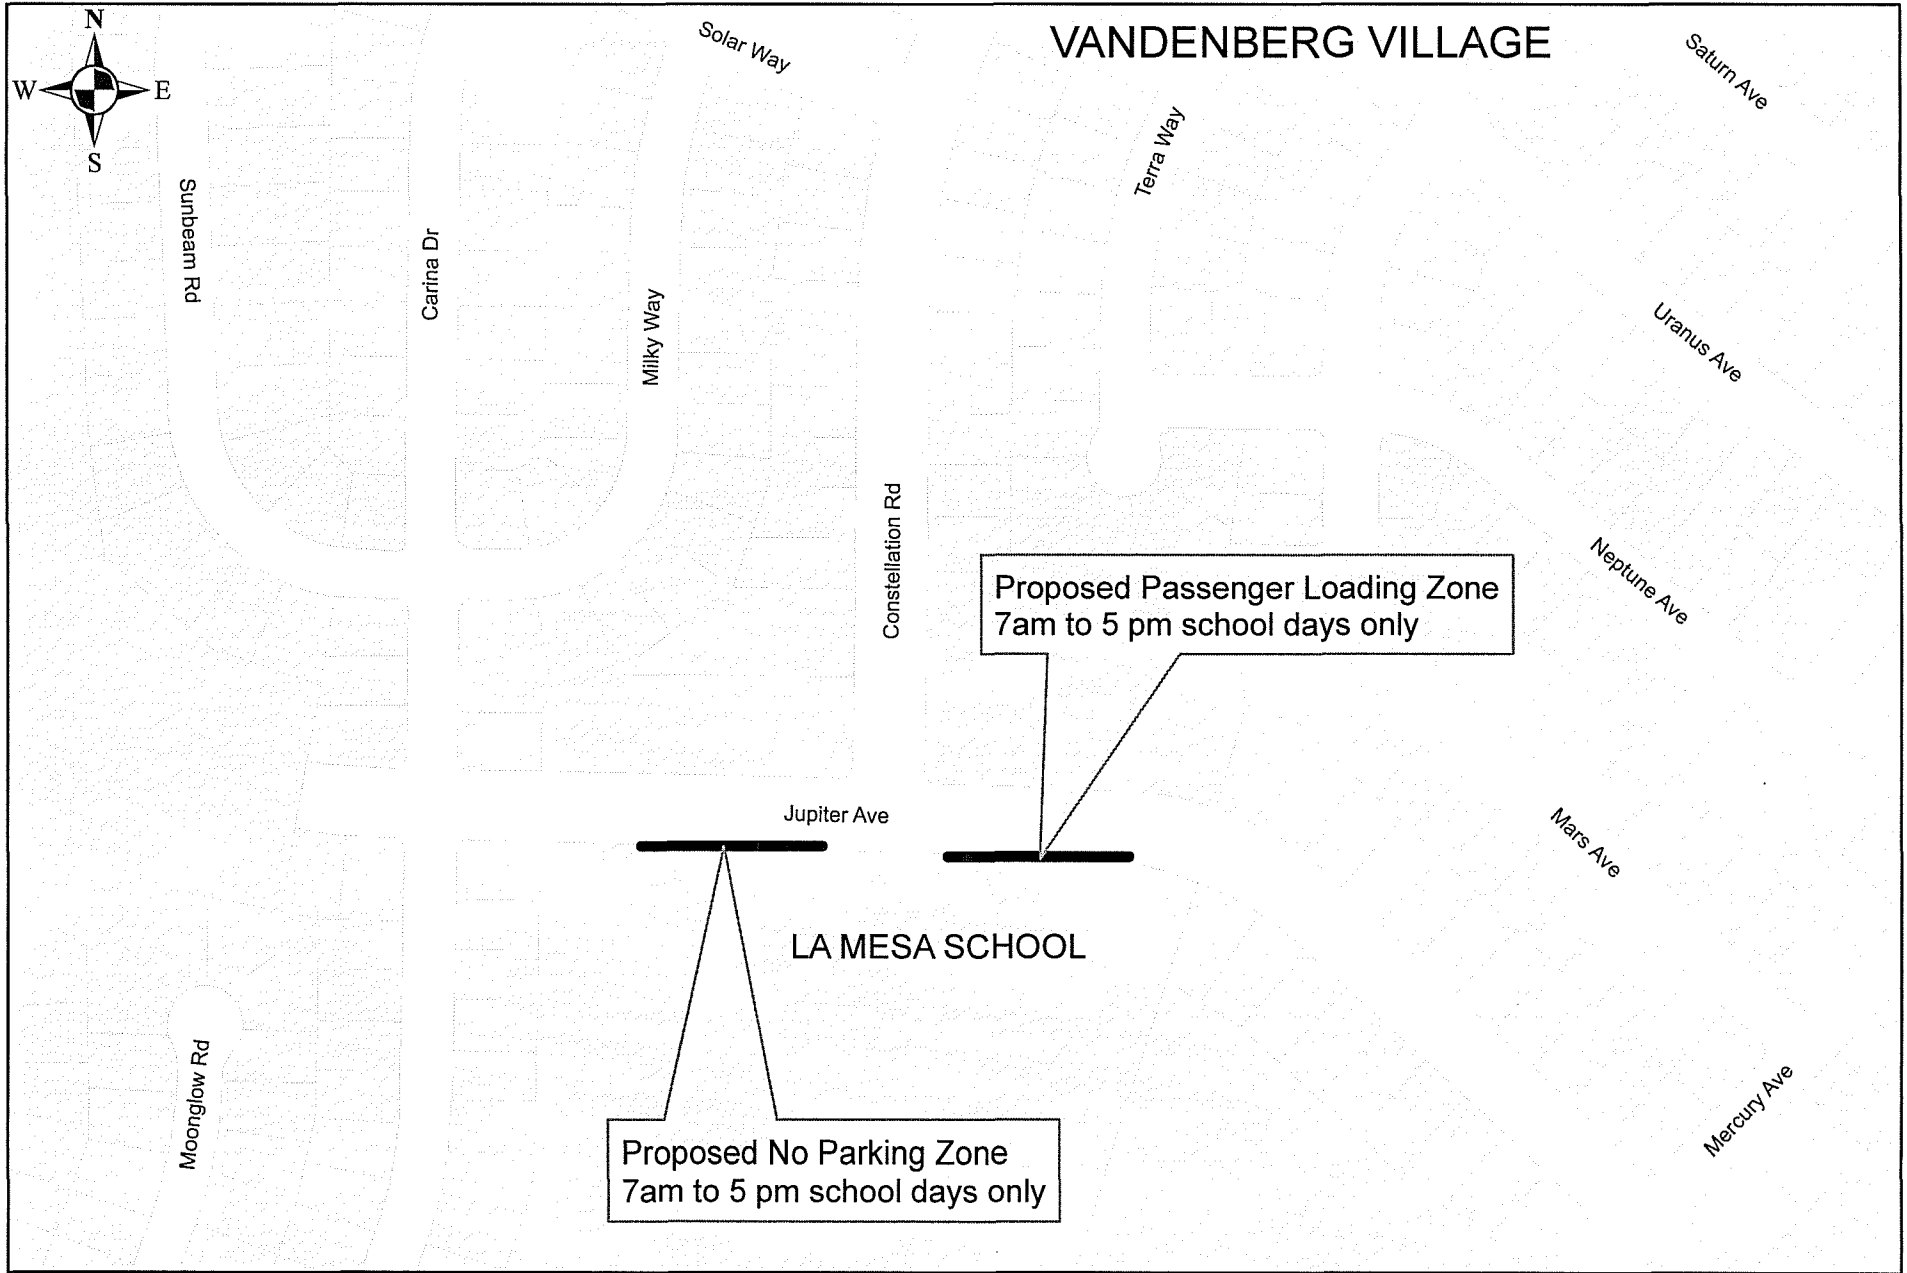 VANDENBERG VILLAGE
N
W
E
S
Solar Way
Saturn Ave
Terra Way
Sunbeam Rd
Carina Dr
Milky Way
Uranus Ave
Constellation Rd
Neptune Ave
Proposed Passenger Loading Zone
7am to 5 pm school days only
Jupiter Ave
Mars Ave
LA MESA SCHOOL
Moonglow Rd
Mercury Ave
Proposed No Parking Zone
7am to 5 pm school days only